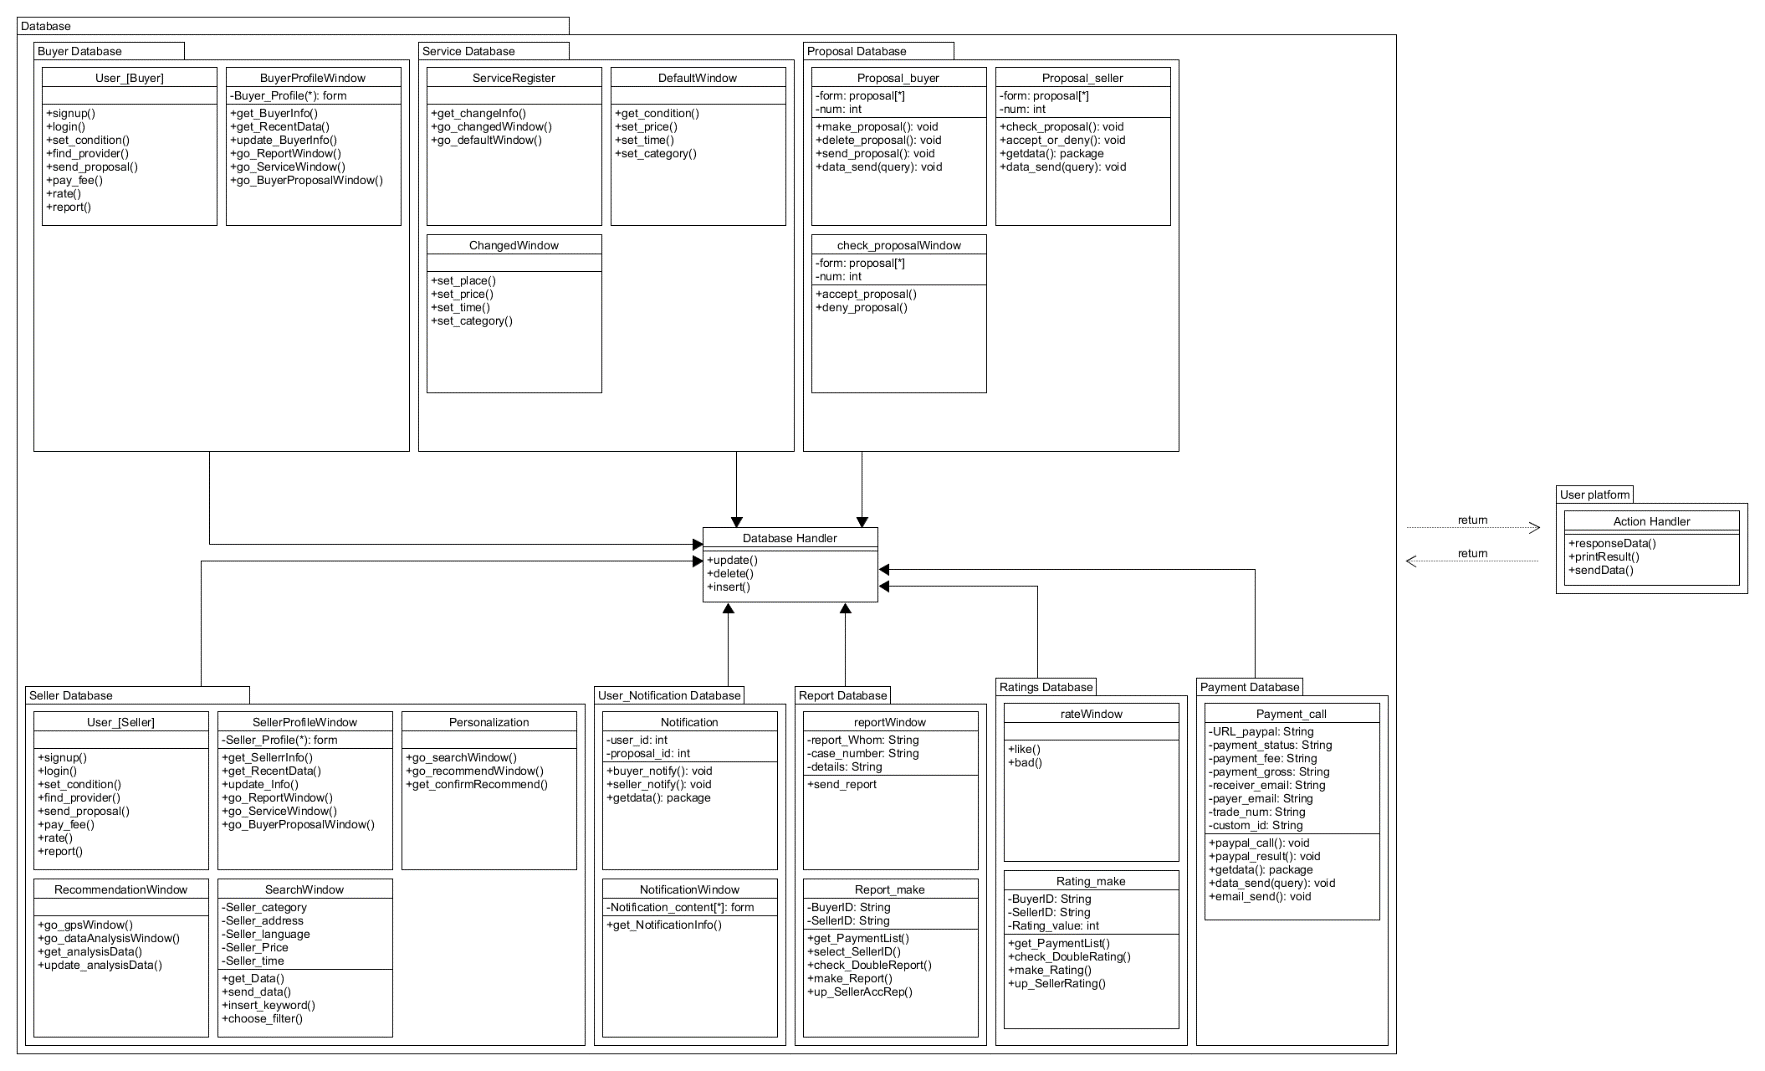 Database
Buyer Database
User_[Buyer]
+signup()
+login()
+set_condition()
+find_provider()
+send_proposal()
+pay_fee()
+rate()
+report()
BuyerProfileWindow
-Buyer_Profile(*): form
+get_BuyerInfo()
+get_RecentData()
+update_BuyerInfo()
+go_ReportWindow()
+go_ServiceWindow()
+go_BuyerProposalWindow()
Service Database
ServiceRegister
+get_changeInfo()
+go_changedWindow()
+go_defaultWindow()
DefaultWindow
+get_condition()
+set_price()
+set_time()
+set_category()
ChangedWindow
+set_place()
+set_price()
+set_time()
+set_category()
Proposal Database
Proposal_buyer
-form: proposal[*]
-num: int
+make_proposal(): void
+delete_proposal(): void
+send_proposal(): void
+data_send(query): void
Proposal_seller
-form: proposal[*]
-num: int
+check_proposal(): void
+accept_or_deny(): void
+getdata(): package
+data_send(query): void
check_proposalWindow
-form: proposal[*]
-num: int
+accept_proposal()
+deny_proposal()
Database Handler
+update()
+delete()
+insert()
return
return
User platform
Action Handler
+responseData()
+printResult()
+sendData()
Seller Database
User_[Seller]
+signup()
+login()
+set_condition()
+find_provider()
+send_proposal()
+pay_fee()
+rate()
+report()
SellerProfileWindow
-Seller_Profile(*): form
+get_SellerrInfo()
+get_RecentData()
+update_Info()
+go_ReportWindow()
+go_ServiceWindow()
+go_BuyerProposalWindow()
Personalization
+go_searchWindow()
+go_recommendWindow()
+get_confirmRecommend()
RecommendationWindow
+go_gpsWindow()
+go_dataAnalysisWindow()
+get_analysisData()
+update_analysisData()
SearchWindow
-Seller_category
-Seller_address
-Seller_language
-Seller_Price
-Seller_time
+get_Data()
+send_data()
+insert_keyword()
+choose_filter()
User_Notification Database
Notification
-user_id: int
-proposal_id: int
+buyer_notify(): void
+seller_notify(): void
+getdata(): package
NotificationWindow
-Notification_content[*]: form
+get_NotificationInfo()
Report Database
reportWindow
-report_Whom: String
-case_number: String
-details: String
+send_report
Report_make
-BuyerID: String
-SellerID: String
+get_PaymentList()
+select_SellerID()
+check_DoubleReport()
+make_Report()
+up_SellerAccRep()
Ratings Database
rateWindow
+like()
+bad()
Rating_make
-BuyerID: String
-SellerID: String
-Rating_value: int
+get_PaymentList()
+check_DoubleRating()
+make_Rating()
+up_SellerRating()
Payment Database
Payment_call
-URL_paypal: String
-payment_status: String
-payment_fee: String
-payment_gross: String
-receiver_email: String
-payer_email: String
-trade_num: String
-custom_id: String
+paypal_call(): void
+paypal_result(): void
+getdata(): package
+data_send(query): void
+email_send(): void